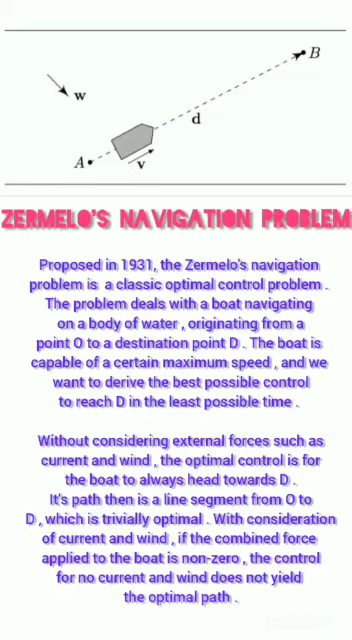 B
w
d
A
v
ZERMELO'S NAVIGATION PROBLEM
Proposed in 1931, the Zermelo's navigation
problem is a classic optimal control problem .
The problem deals with a boat navigating
on a body of water , originating from a
point O to a destination point D . The boat is
capable of a certain maximum speed , and we
want to derive the best possible control
to reach D in the least possible time .
Without considering external forces such as
current and wind , the optimal control is for
the boat to always head towards D .
It's path then is a line segment from O to
D , which is trivially optimal . With consideration
of current and wind , if the combined force
applied to the boat is non-zero , the control
for no current and wind does not yield
the optimal path .